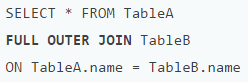 SELECT * FROM TableA
FULL OUTER JOIN TableB
ON TableA.name = TableB.name